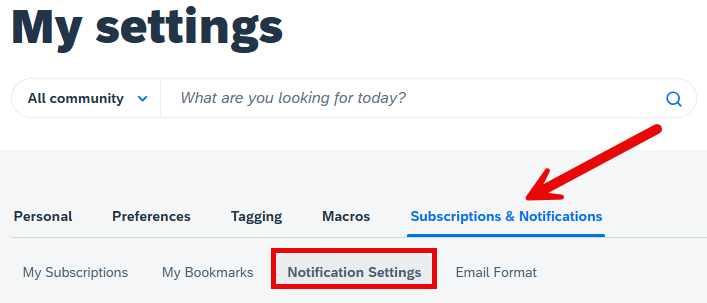 My settings
All community What are you looking for today?
Personal Preferences Tagging Macros Subscriptions & Notifications
My Subscriptions My Bookmarks Notification Settings Email Format